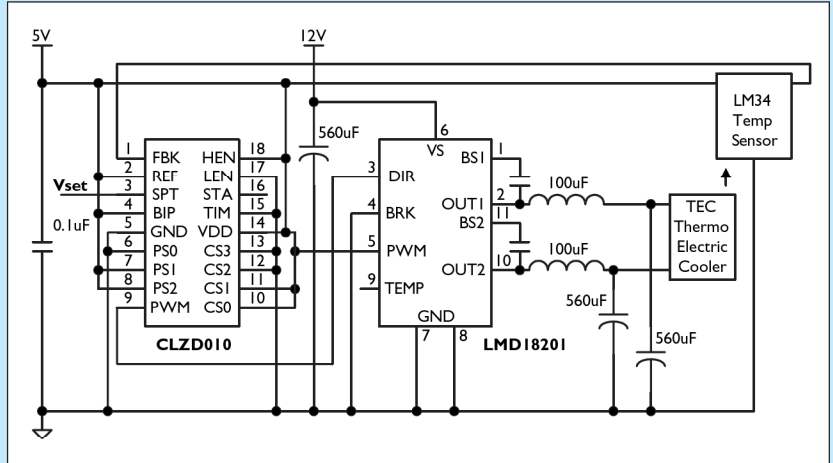 5V
12V
LM34
Temp
Sensor
560uF
6
VS
1
FBK
HEN
18
2
REF
LEN
17
Vset
3
SPT
STA
16
4
BIP
TIM
15
0.1uF
5
GND
VDD
14
6
PS0
CS3
13
7
PS1
CS2
12
8
PS2
CS1
11
9
PWM
CS0
10
CLZD010
3
DIR
4
BRK
5
PWM
9
TEMP
BS1
1
OUT1
2
BS2
11
OUT2
10
GND
7
8
LMD18201
100uF
100uF
TEC
Thermo
Electric
Cooler
560uF
560uF